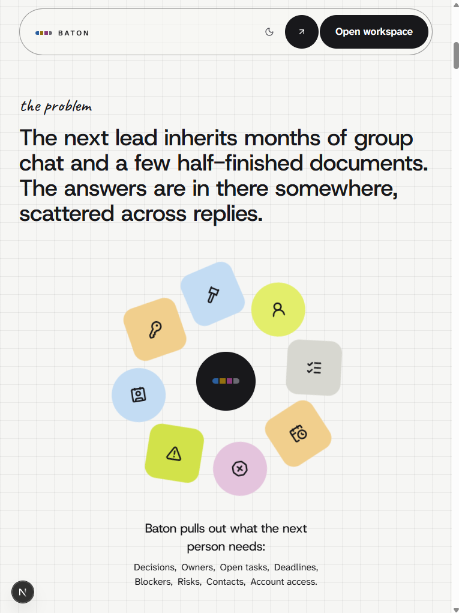 BATON
Open workspace
the problem
The next lead inherits months of group
chat and a few half-finished documents.
The answers are in there somewhere,
scattered across replies.
Baton pulls out what the next
person needs:
Decisions, Owners, Open tasks, Deadlines,
Blockers, Risks, Contacts, Account access.
N